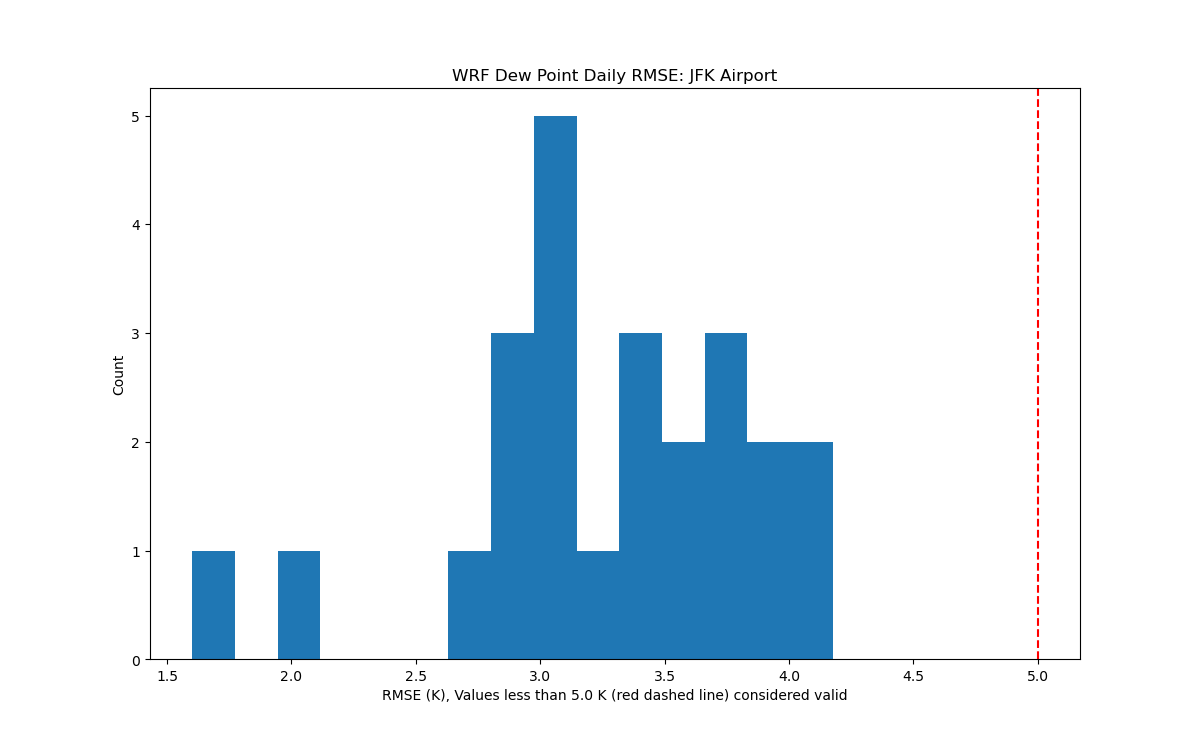 WRF Dew Point Daily RMSE: JFK Airport
5
4
3
2
1
0
Count
1.5 2.0 2.5 3.0 3.5 4.0 4.5 5.0
RMSE (K), Values less than 5.0 K (red dashed line) considered valid